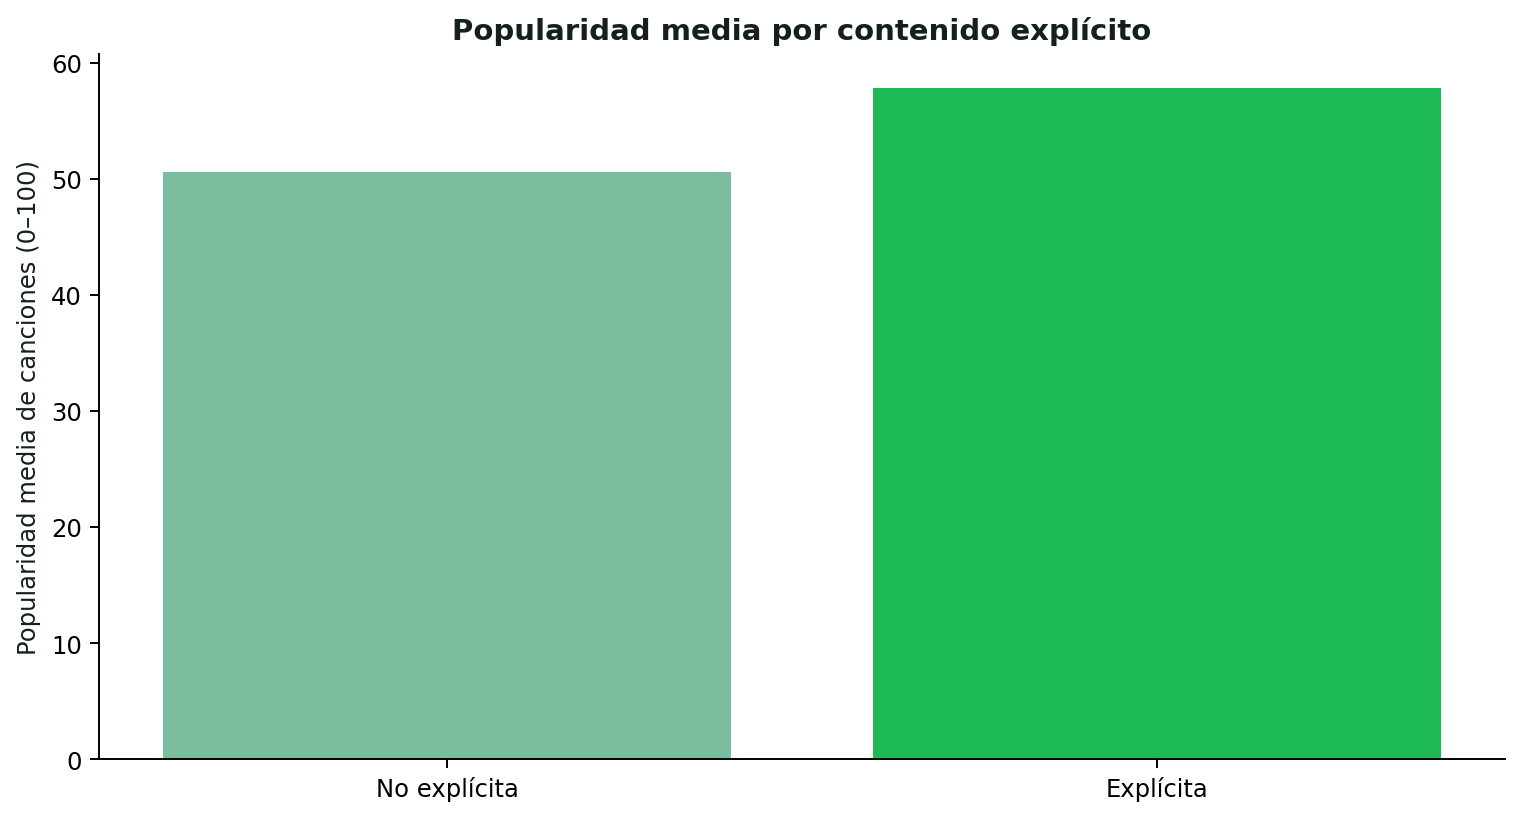 Popularidad media por contenido explícito
Popularidad media de canciones (0–100)
60
50
40
30
20
10
0
No explícita
Explícita